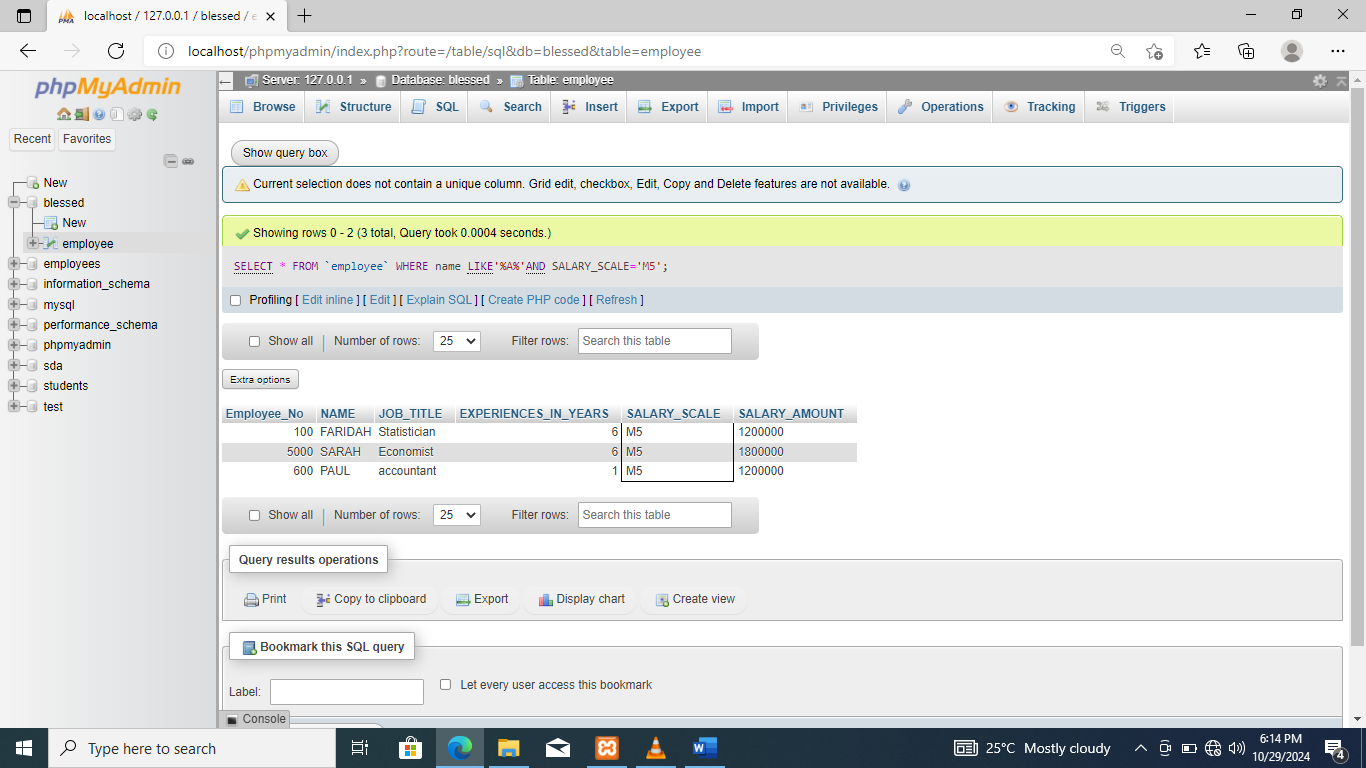 localhost / 127.0.0.1 / blessed / e
localhost/phpmyadmin/index.php?route=/table/sql&db=blessed&table=employee
phpMyAdmin
Recent Favorites
New
blessed
New
employee
employees
information_schema
mysql
performance_schema
phpmyadmin
sda
students
test
Server: 127.0.0.1 » Database: blessed » Table: employee
Browse Structure SQL Search Insert Export Import Privileges Operations Tracking Triggers
Show query box
Current selection does not contain a unique column. Grid edit, checkbox, Edit, Copy and Delete features are not available.
Showing rows 0 - 2 (3 total, Query took 0.0004 seconds.)
SELECT * FROM `employee` WHERE name LIKE'%A%'AND SALARY_SCALE='M5';
Profiling [ Edit inline ] [ Edit ] [ Explain SQL ] [ Create PHP code ] [ Refresh ]
Show all | Number of rows: 25 Filter rows: Search this table
Extra options
Employee_No NAME JOB_TITLE EXPERIENCES_IN_YEARS SALARY_SCALE SALARY_AMOUNT
100 FARIDAH Statistician 6 M5 1200000
5000 SARAH Economist 6 M5 1800000
600 PAUL accountant 1 M5 1200000
Show all | Number of rows: 25 Filter rows: Search this table
Query results operations
Print Copy to clipboard Export Display chart Create view
Bookmark this SQL query
Label: Let every user access this bookmark
Console
Type here to search
25°C Mostly cloudy
6:14 PM
10/29/2024
4